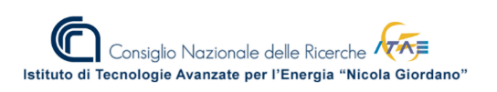 Consiglio Nazionale delle Ricerche ITAE
Istituto di Tecnologie Avanzate per l'Energia "Nicola Giordano"